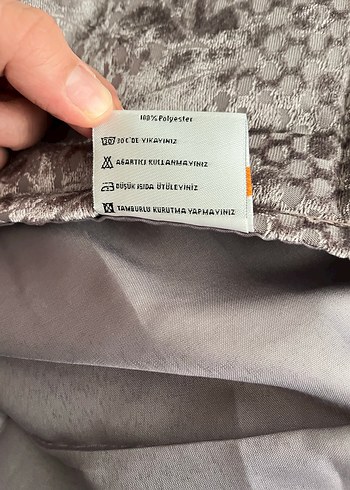 100% Polyester
30 C'DE YIKAYINIZ
AĞARTICI KULLANMAYINIZ
DÜŞÜK ISIDA ÜTÜLEYİNİZ
TAMBURLU KURUTMA YAPMAYINIZ